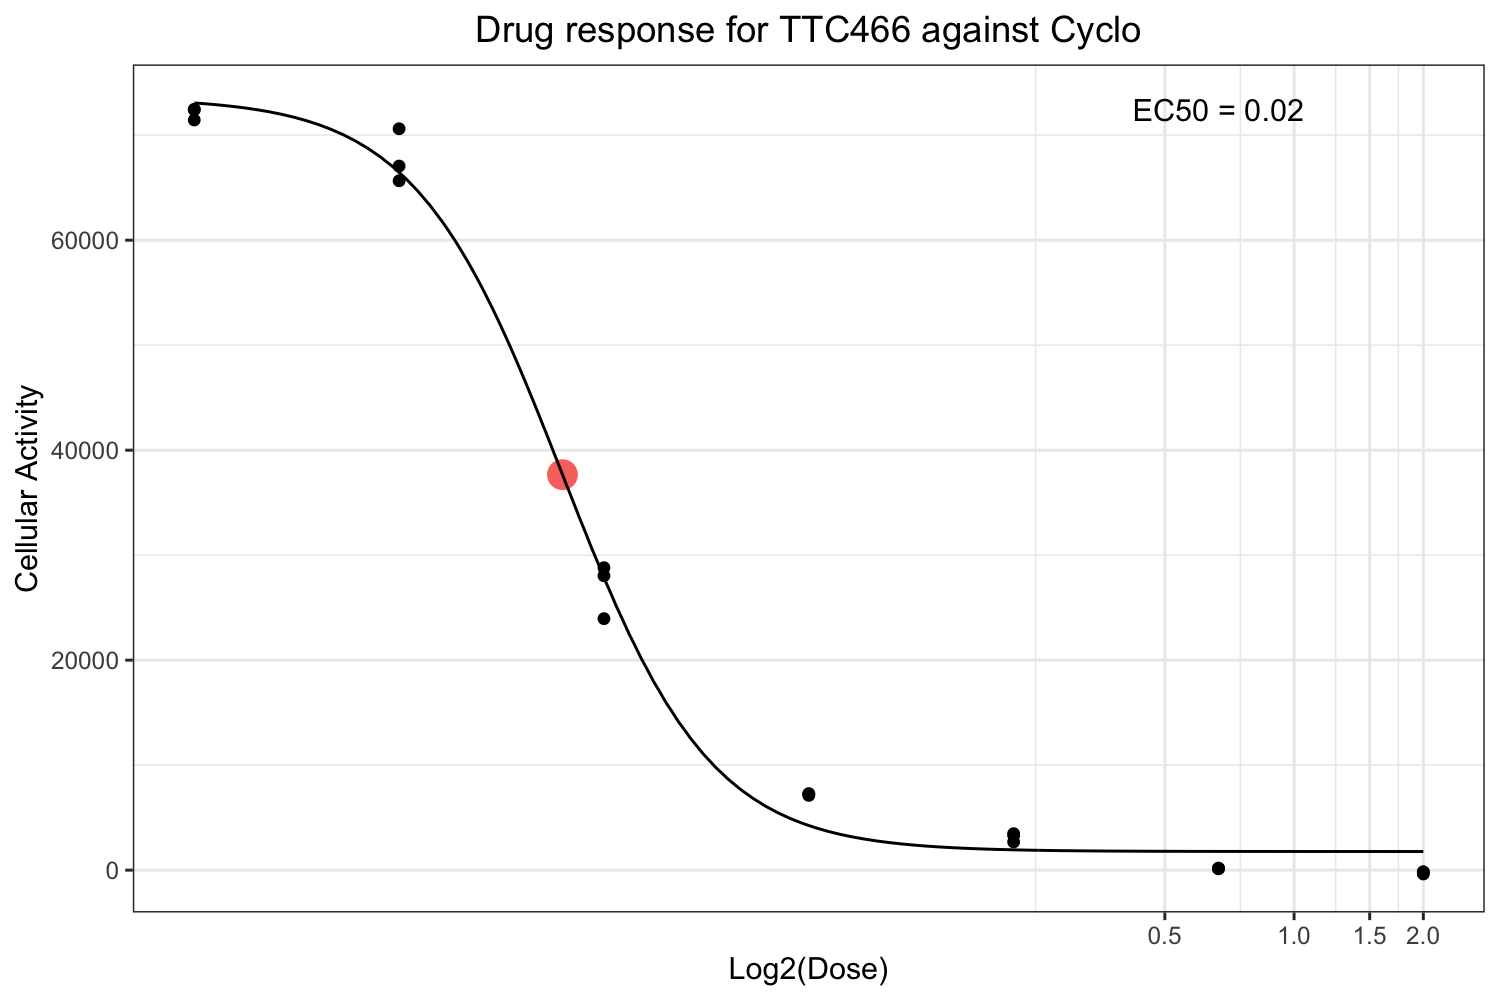 Drug response for TTC466 against Cyclo
EC50 = 0.02
Cellular Activity
60000
40000
20000
0
0.5 1.0 1.5 2.0
Log2(Dose)